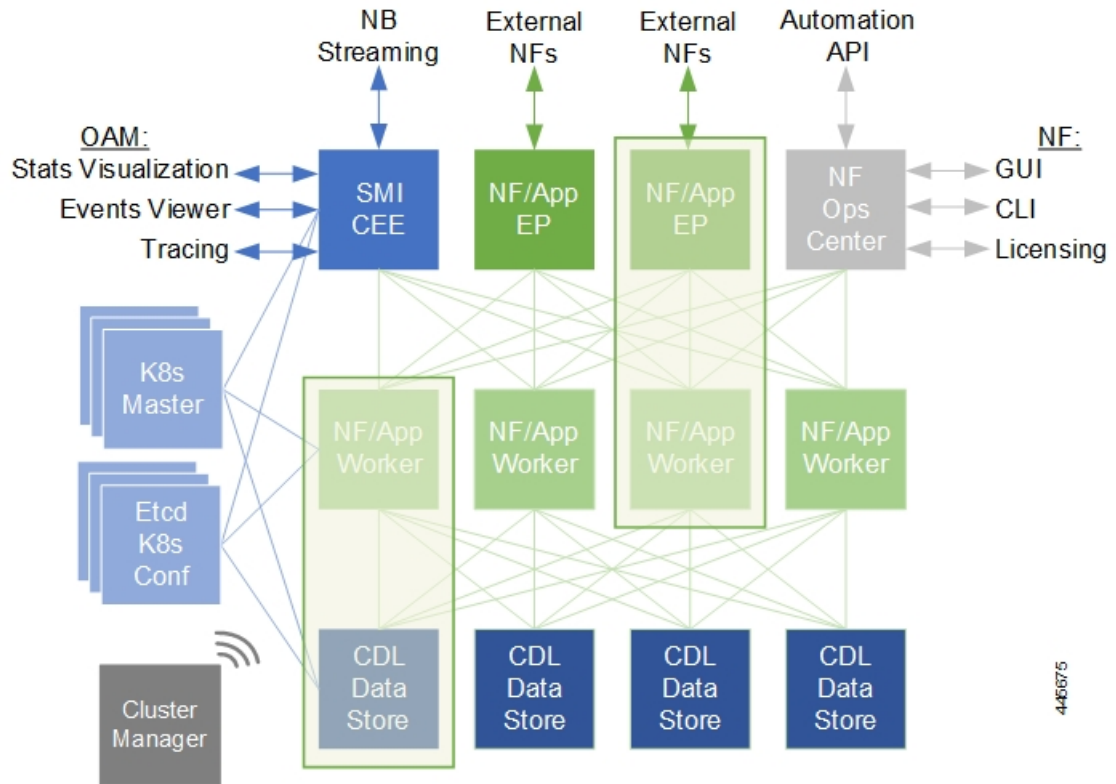 NB
Streaming
External
NFs
External
NFs
Automation
API
OAM:
Stats Visualization
Events Viewer
Tracing
SMI
CEE
NF/App
EP
NF/App
EP
NF
Ops
Center
NF:
GUI
CLI
Licensing
K8s
Master
NF/App
Worker
NF/App
Worker
NF/App
Worker
NF/App
Worker
Etcd
K8s
Conf
Cluster
Manager
CDL
Data
Store
CDL
Data
Store
CDL
Data
Store
CDL
Data
Store
445675